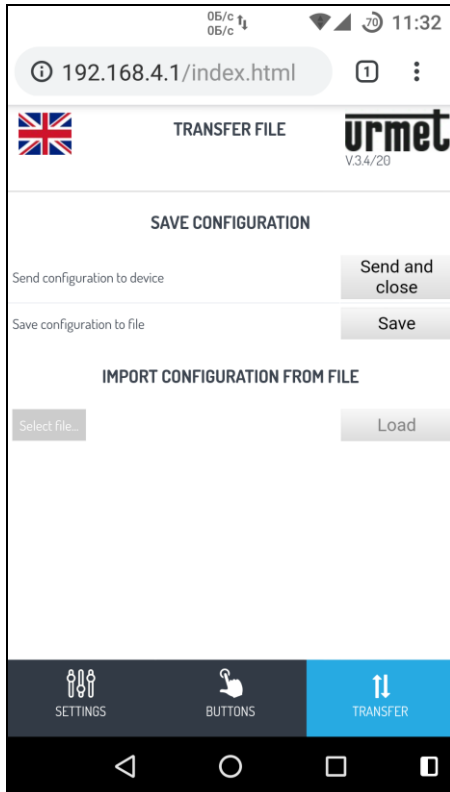 0Б/c
0Б/c
70
11:32
192.168.4.1/index.html
1
TRANSFER FILE
urmet
V.3.4/20
SAVE CONFIGURATION
Send configuration to device
Send and
close
Save configuration to file
Save
IMPORT CONFIGURATION FROM FILE
Select file...
Load
SETTINGS
BUTTONS
TRANSFER